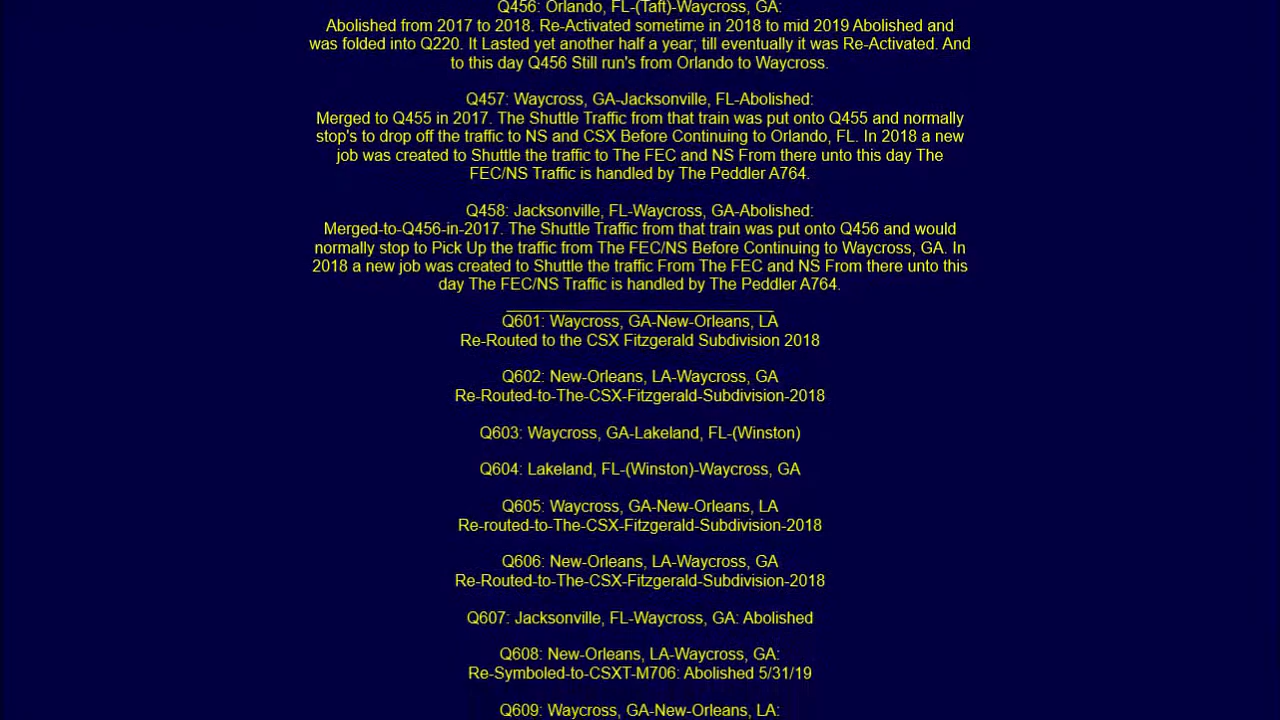 Q456: Orlando, FL-(Taft)-Waycross, GA:
Abolished from 2017 to 2018. Re-Activated sometime in 2018 to mid 2019 Abolished and
was folded into Q220. It Lasted yet another half a year; till eventually it was Re-Activated. And
to this day Q456 Still run's from Orlando to Waycross.
Q457: Waycross, GA-Jacksonville, FL-Abolished:
Merged to Q455 in 2017. The Shuttle Traffic from that train was put onto Q455 and normally
stop's to drop off the traffic to NS and CSX Before Continuing to Orlando, FL. In 2018 a new
job was created to Shuttle the traffic to The FEC and NS From there unto this day The
FEC/NS Traffic is handled by The Peddler A764.
Q458: Jacksonville, FL-Waycross, GA-Abolished:
Merged-to-Q456-in-2017. The Shuttle Traffic from that train was put onto Q456 and would
normally stop to Pick Up the traffic from The FEC/NS Before Continuing to Waycross, GA. In
2018 a new job was created to Shuttle the traffic From The FEC and NS From there unto this
day The FEC/NS Traffic is handled by The Peddler A764.
______________________________
Q601: Waycross, GA-New-Orleans, LA
Re-Routed to the CSX Fitzgerald Subdivision 2018
Q602: New-Orleans, LA-Waycross, GA
Re-Routed-to-The-CSX-Fitzgerald-Subdivision-2018
Q603: Waycross, GA-Lakeland, FL-(Winston)
Q604: Lakeland, FL-(Winston)-Waycross, GA
Q605: Waycross, GA-New-Orleans, LA
Re-routed-to-The-CSX-Fitzgerald-Subdivision-2018
Q606: New-Orleans, LA-Waycross, GA
Re-Routed-to-The-CSX-Fitzgerald-Subdivision-2018
Q607: Jacksonville, FL-Waycross, GA: Abolished
Q608: New-Orleans, LA-Waycross, GA:
Re-Symboled-to-CSXT-M706: Abolished 5/31/19
Q609: Waycross, GA-New-Orleans, LA: